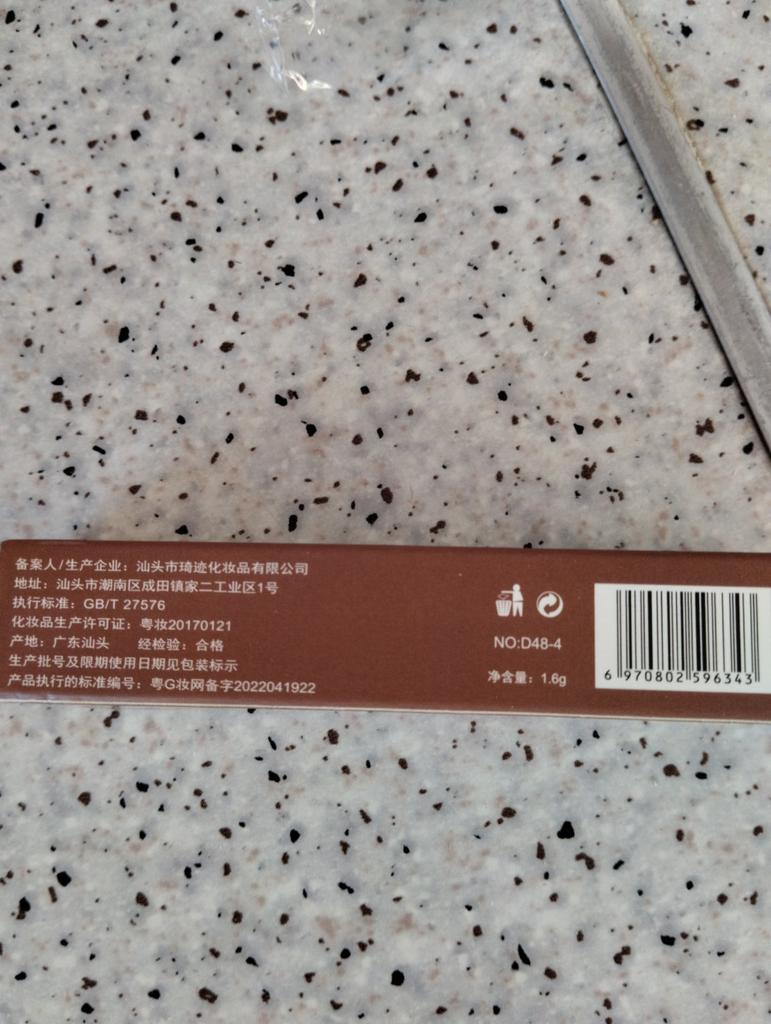 备案人/生产企业：汕头市琦迹化妆品有限公司
地址：汕头市潮南区成田镇家二工业区1号
执行标准：GB/T 27576
化妆品生产许可证：粤妆20170121
产地：广东汕头 经检验：合格
生产批号及限期使用日期见包装标示
产品执行的标准编号：粤G妆网备字2022041922
NO:D48-4
净含量：1.6g
6 970802 596343